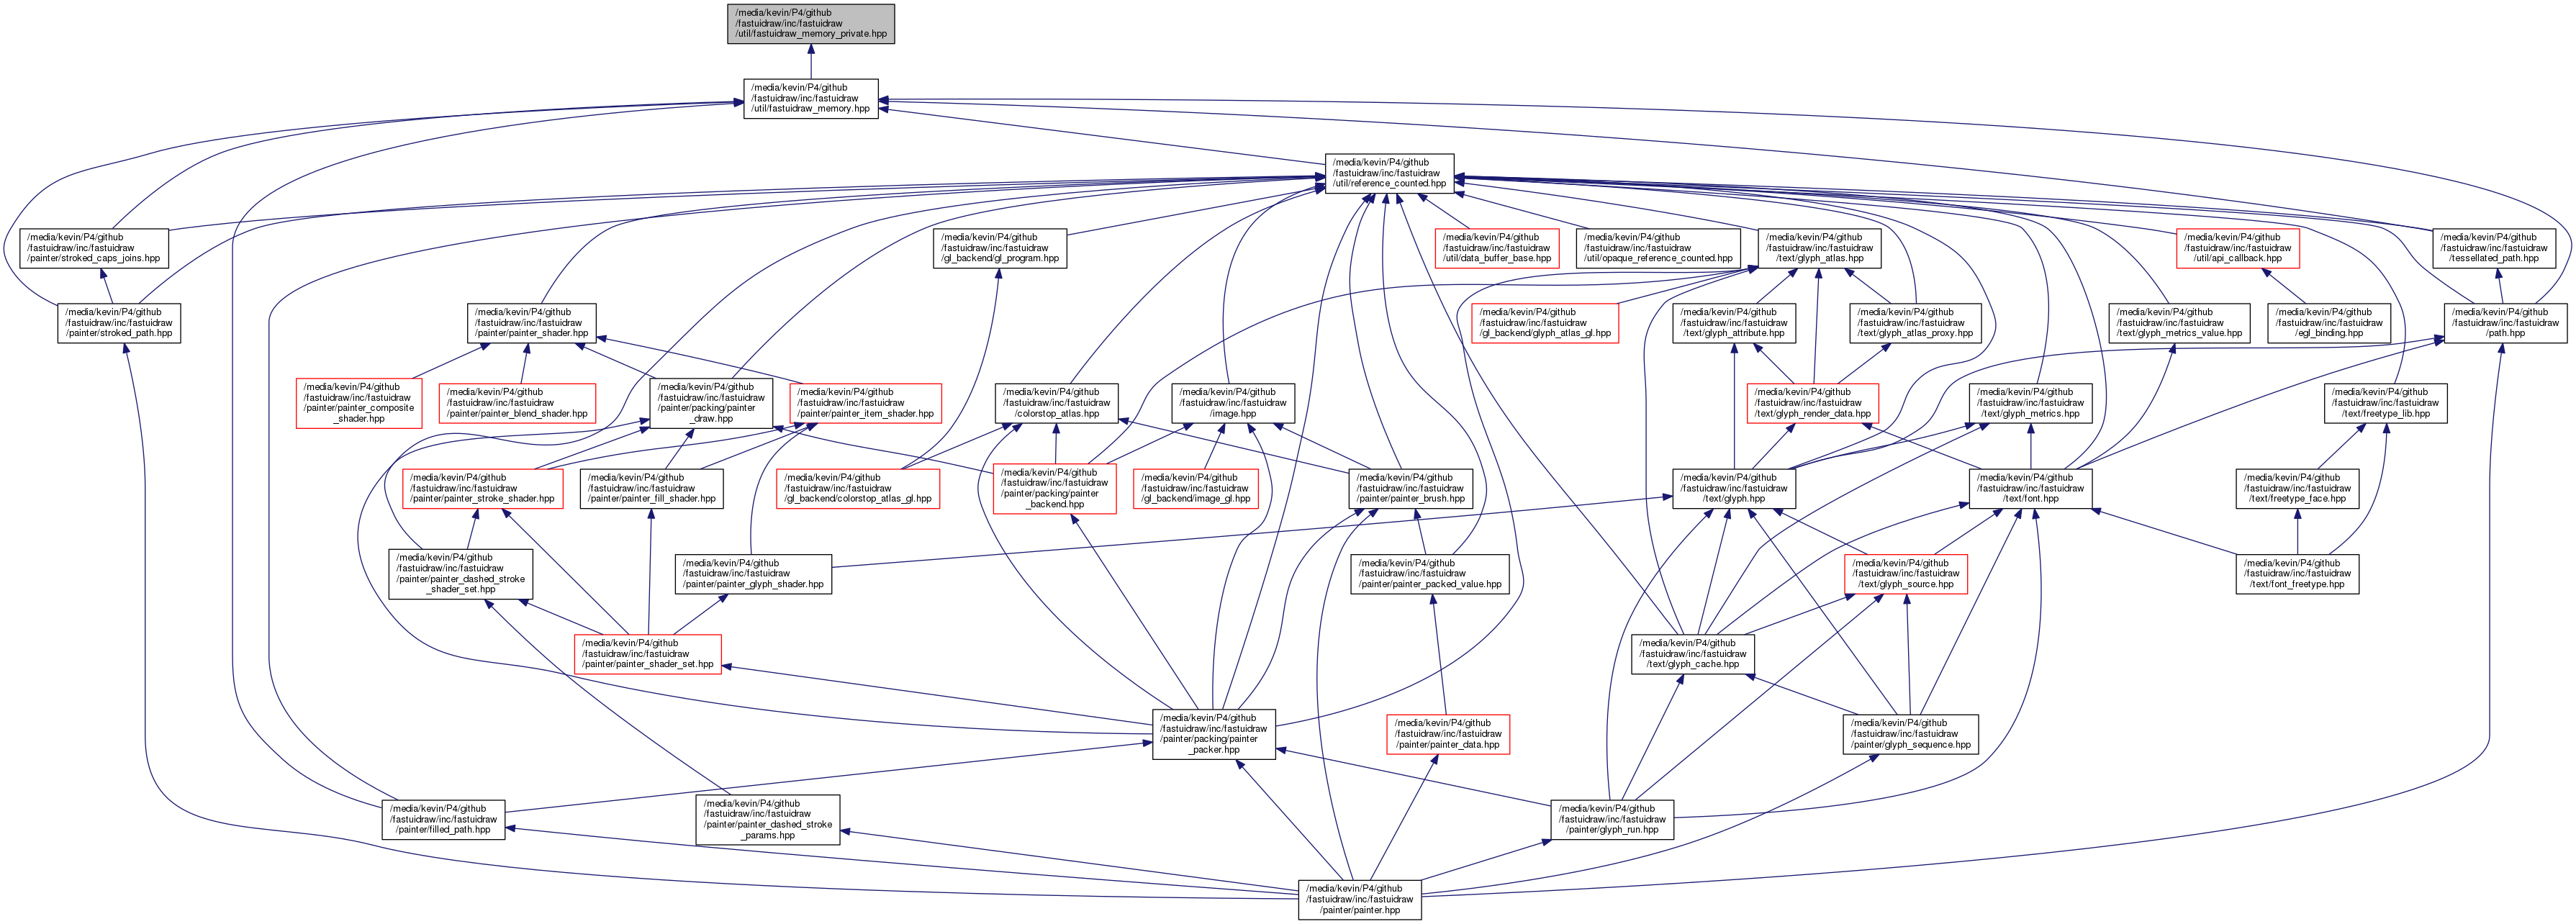 /media/kevin/P4/github
/fastuidraw/inc/fastuidraw
/util/fastuidraw_memory_private.hpp
/media/kevin/P4/github
/fastuidraw/inc/fastuidraw
/util/fastuidraw_memory.hpp
/media/kevin/P4/github
/fastuidraw/inc/fastuidraw
/util/reference_counted.hpp
/media/kevin/P4/github
/fastuidraw/inc/fastuidraw
/painter/stroked_caps_joins.hpp
/media/kevin/P4/github
/fastuidraw/inc/fastuidraw
/gl_backend/gl_program.hpp
/media/kevin/P4/github
/fastuidraw/inc/fastuidraw
/util/data_buffer_base.hpp
/media/kevin/P4/github
/fastuidraw/inc/fastuidraw
/util/opaque_reference_counted.hpp
/media/kevin/P4/github
/fastuidraw/inc/fastuidraw
/text/glyph_atlas.hpp
/media/kevin/P4/github
/fastuidraw/inc/fastuidraw
/util/api_callback.hpp
/media/kevin/P4/github
/fastuidraw/inc/fastuidraw
/tessellated_path.hpp
/media/kevin/P4/github
/fastuidraw/inc/fastuidraw
/painter/stroked_path.hpp
/media/kevin/P4/github
/fastuidraw/inc/fastuidraw
/painter/painter_shader.hpp
/media/kevin/P4/github
/fastuidraw/inc/fastuidraw
/gl_backend/glyph_atlas_gl.hpp
/media/kevin/P4/github
/fastuidraw/inc/fastuidraw
/text/glyph_attribute.hpp
/media/kevin/P4/github
/fastuidraw/inc/fastuidraw
/text/glyph_atlas_proxy.hpp
/media/kevin/P4/github
/fastuidraw/inc/fastuidraw
/text/glyph_metrics_value.hpp
/media/kevin/P4/github
/fastuidraw/inc/fastuidraw
/egl_binding.hpp
/media/kevin/P4/github
/fastuidraw/inc/fastuidraw
/path.hpp
/media/kevin/P4/github
/fastuidraw/inc/fastuidraw
/painter/painter_composite
_shader.hpp
/media/kevin/P4/github
/fastuidraw/inc/fastuidraw
/painter/painter_blend_shader.hpp
/media/kevin/P4/github
/fastuidraw/inc/fastuidraw
/painter/packing/painter
_draw.hpp
/media/kevin/P4/github
/fastuidraw/inc/fastuidraw
/painter/painter_item_shader.hpp
/media/kevin/P4/github
/fastuidraw/inc/fastuidraw
/colorstop_atlas.hpp
/media/kevin/P4/github
/fastuidraw/inc/fastuidraw
/image.hpp
/media/kevin/P4/github
/fastuidraw/inc/fastuidraw
/text/glyph_render_data.hpp
/media/kevin/P4/github
/fastuidraw/inc/fastuidraw
/text/glyph_metrics.hpp
/media/kevin/P4/github
/fastuidraw/inc/fastuidraw
/text/freetype_lib.hpp
/media/kevin/P4/github
/fastuidraw/inc/fastuidraw
/painter/painter_stroke_shader.hpp
/media/kevin/P4/github
/fastuidraw/inc/fastuidraw
/painter/painter_fill_shader.hpp
/media/kevin/P4/github
/fastuidraw/inc/fastuidraw
/gl_backend/colorstop_atlas_gl.hpp
/media/kevin/P4/github
/fastuidraw/inc/fastuidraw
/painter/packing/painter
_backend.hpp
/media/kevin/P4/github
/fastuidraw/inc/fastuidraw
/gl_backend/image_gl.hpp
/media/kevin/P4/github
/fastuidraw/inc/fastuidraw
/painter/painter_brush.hpp
/media/kevin/P4/github
/fastuidraw/inc/fastuidraw
/text/glyph.hpp
/media/kevin/P4/github
/fastuidraw/inc/fastuidraw
/text/font.hpp
/media/kevin/P4/github
/fastuidraw/inc/fastuidraw
/text/freetype_face.hpp
/media/kevin/P4/github
/fastuidraw/inc/fastuidraw
/painter/painter_dashed_stroke
_shader_set.hpp
/media/kevin/P4/github
/fastuidraw/inc/fastuidraw
/painter/painter_glyph_shader.hpp
/media/kevin/P4/github
/fastuidraw/inc/fastuidraw
/painter/painter_packed_value.hpp
/media/kevin/P4/github
/fastuidraw/inc/fastuidraw
/text/glyph_source.hpp
/media/kevin/P4/github
/fastuidraw/inc/fastuidraw
/text/font_freetype.hpp
/media/kevin/P4/github
/fastuidraw/inc/fastuidraw
/painter/painter_shader_set.hpp
/media/kevin/P4/github
/fastuidraw/inc/fastuidraw
/text/glyph_cache.hpp
/media/kevin/P4/github
/fastuidraw/inc/fastuidraw
/painter/packing/painter
_packer.hpp
/media/kevin/P4/github
/fastuidraw/inc/fastuidraw
/painter/painter_data.hpp
/media/kevin/P4/github
/fastuidraw/inc/fastuidraw
/painter/glyph_sequence.hpp
/media/kevin/P4/github
/fastuidraw/inc/fastuidraw
/painter/filled_path.hpp
/media/kevin/P4/github
/fastuidraw/inc/fastuidraw
/painter/painter_dashed_stroke
_params.hpp
/media/kevin/P4/github
/fastuidraw/inc/fastuidraw
/painter/glyph_run.hpp
/media/kevin/P4/github
/fastuidraw/inc/fastuidraw
/painter/painter.hpp